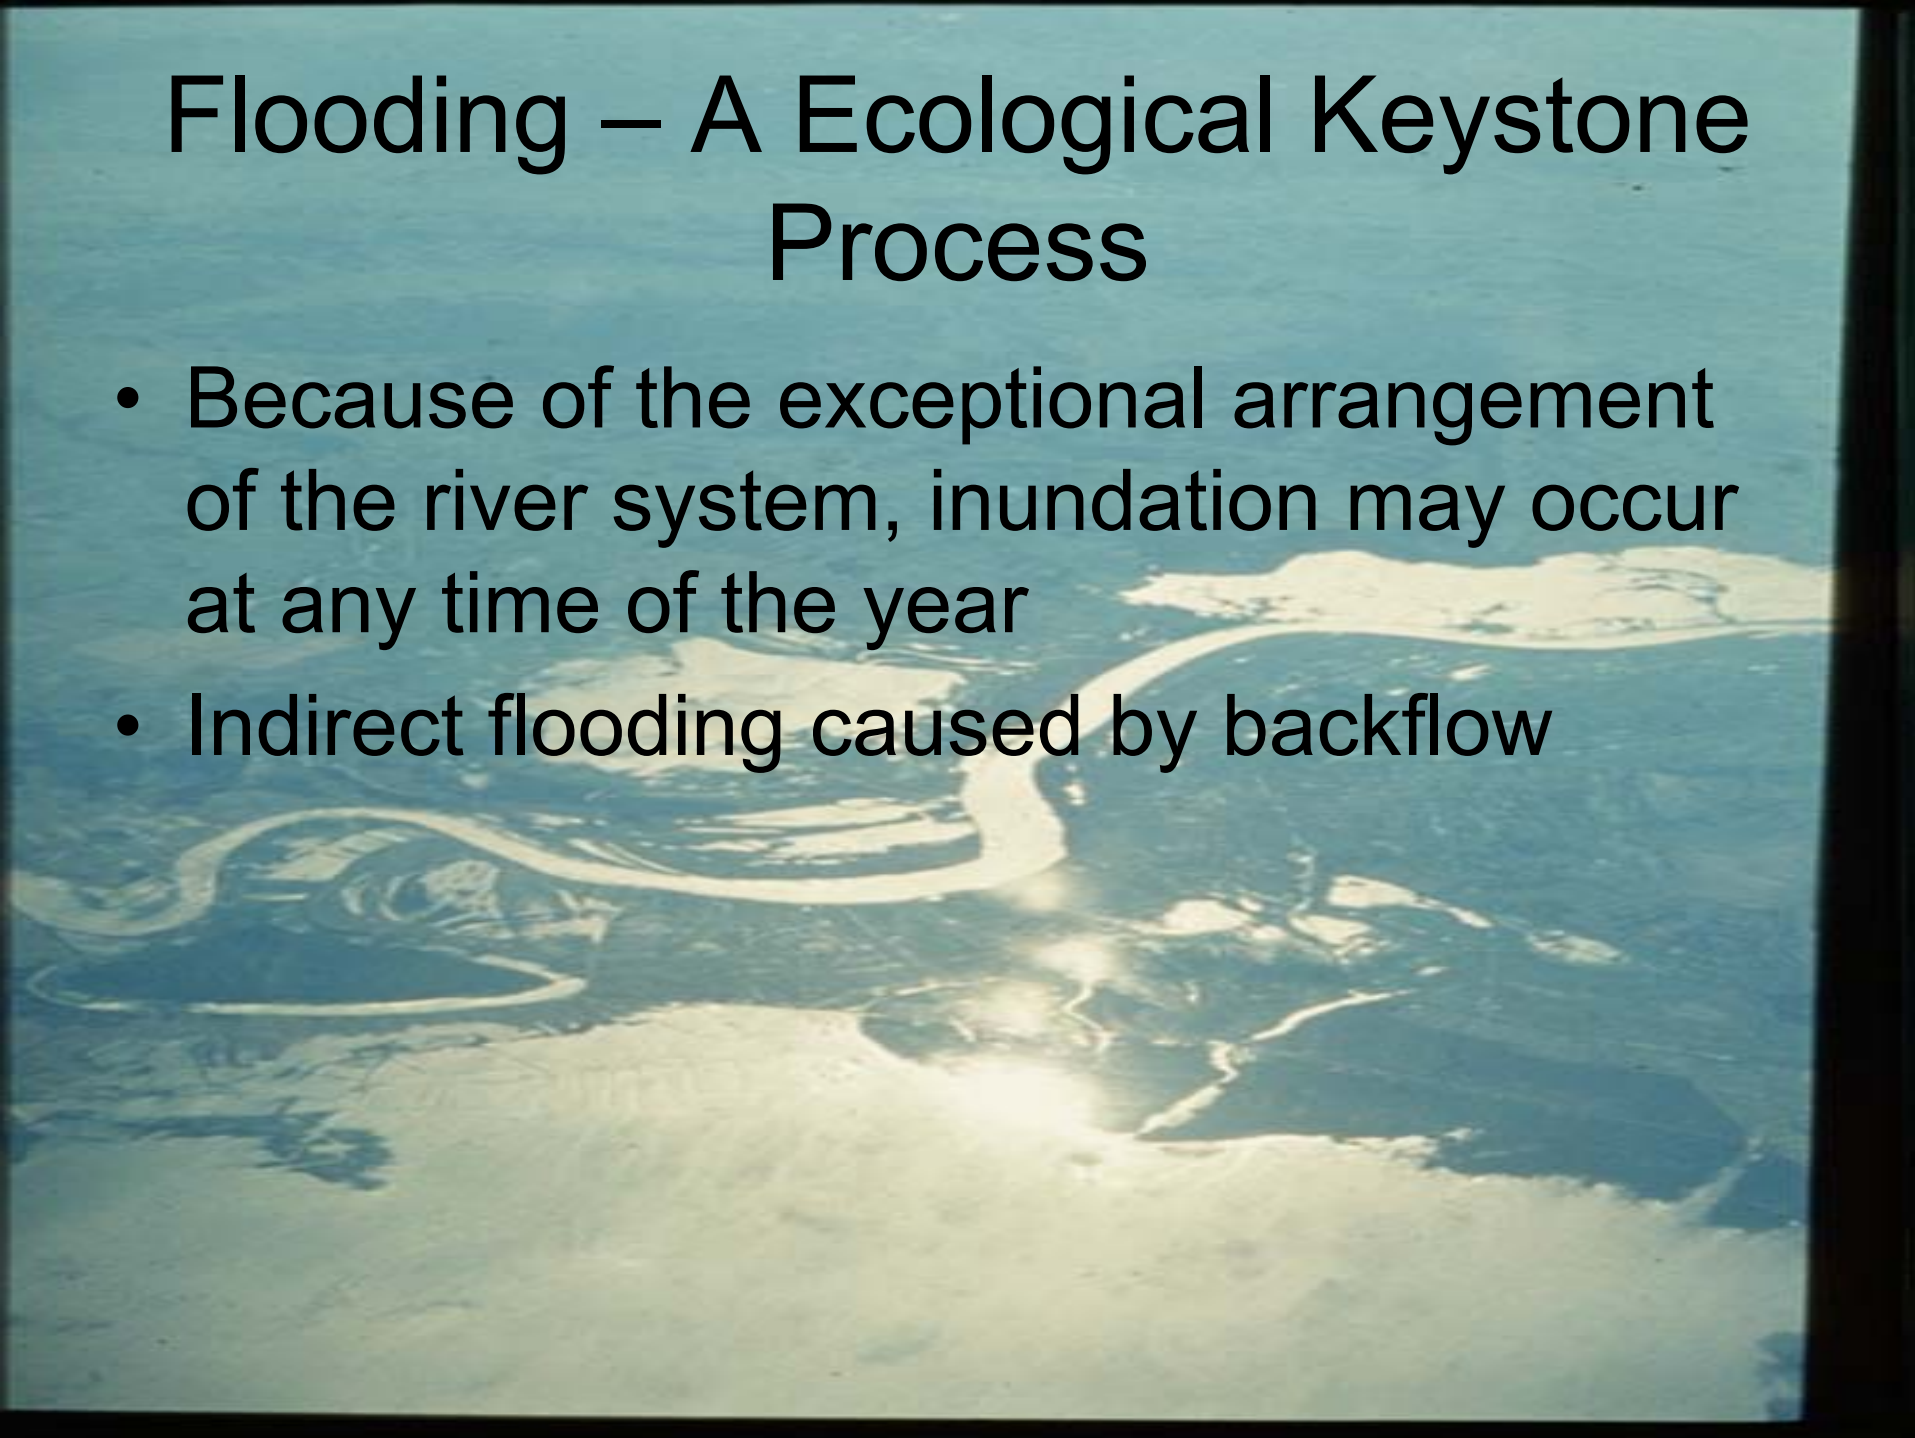 Flooding – A Ecological Keystone
Process
• Because of the exceptional arrangement
of the river system, inundation may occur
at any time of the year
• Indirect flooding caused by backflow